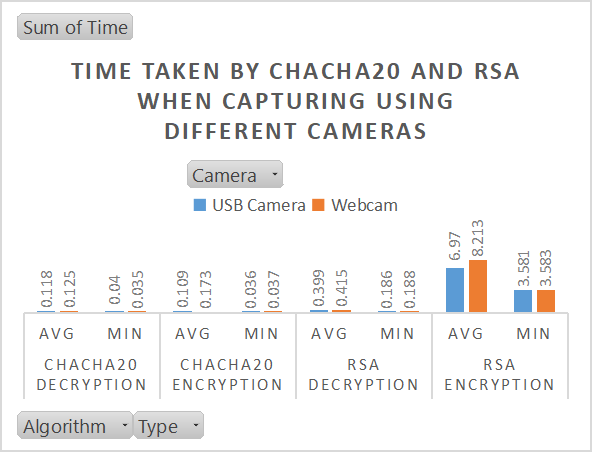 Sum of Time
TIME TAKEN BY CHACHA20 AND RSA
WHEN CAPTURING USING
DIFFERENT CAMERAS
Camera
USB Camera Webcam
0.118 0.125 0.04 0.035 0.109 0.173 0.036 0.037 0.399 0.415 0.186 0.188 6.97 8.213 3.581 3.583
AVG MIN AVG MIN AVG MIN AVG MIN
CHACHA20 CHACHA20 RSA RSA
DECRYPTION ENCRYPTION DECRYPTION ENCRYPTION
Algorithm Type